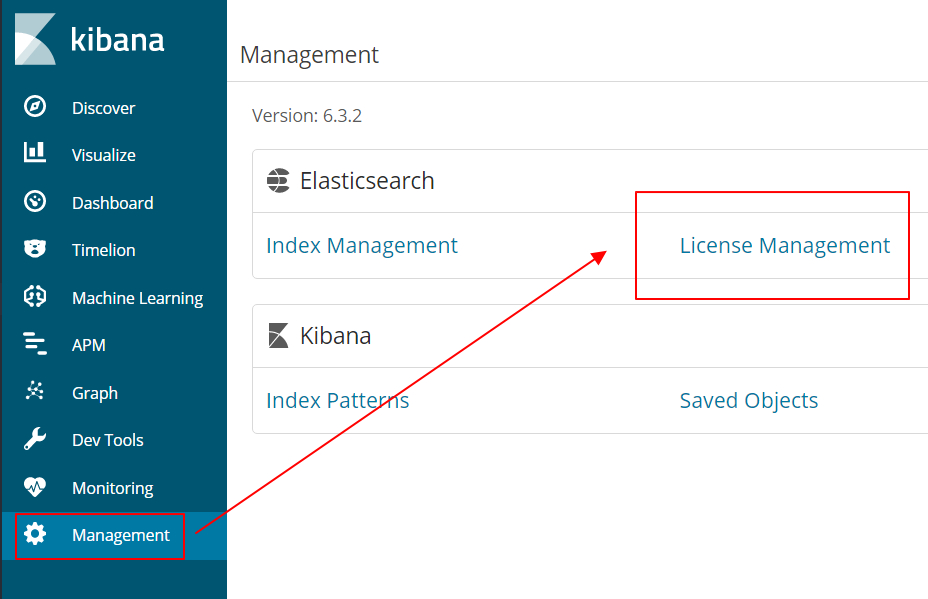 kibana
Discover
Visualize
Dashboard
Timelion
Machine Learning
APM
Graph
Dev Tools
Monitoring
Management
Management
Version: 6.3.2
Elasticsearch
Index Management License Management
Kibana
Index Patterns Saved Objects